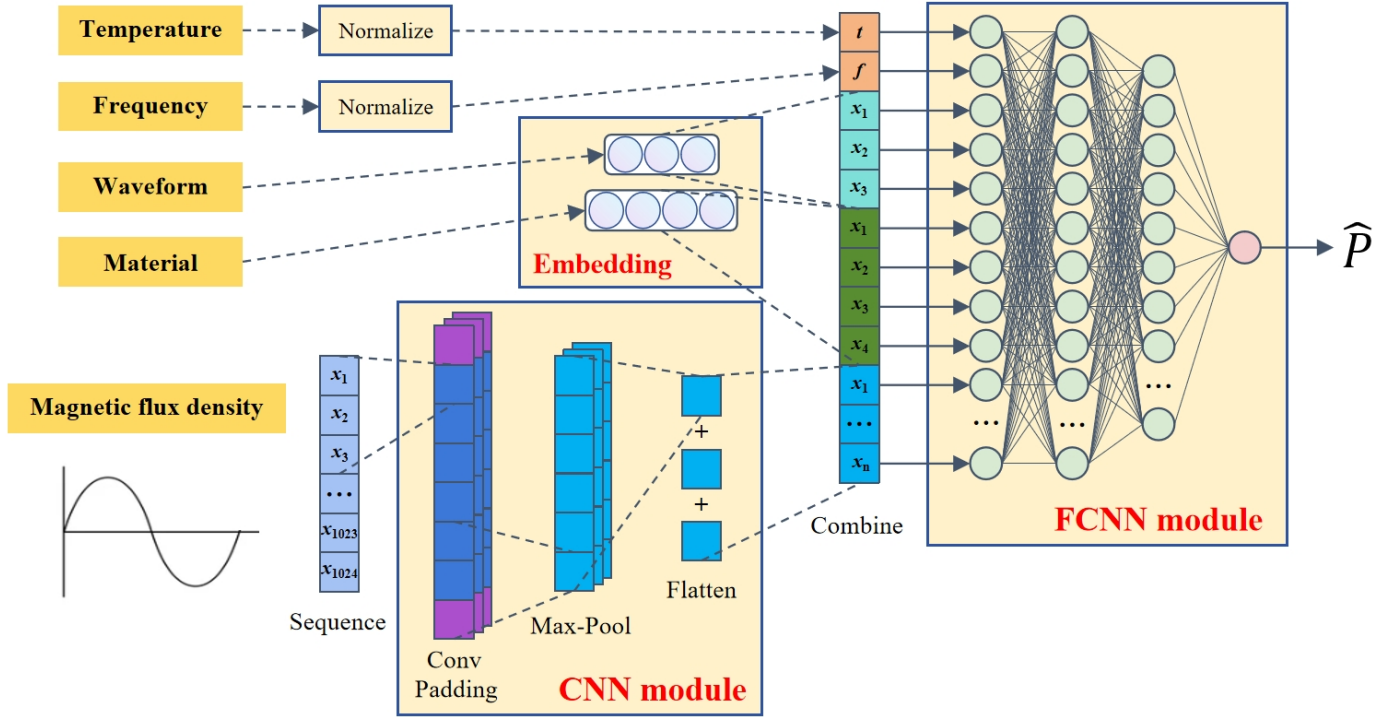 Temperature
Normalize
Frequency
Normalize
Waveform
Material
Embedding
Magnetic flux density
x1
x2
x3
...
x1023
x1024
Sequence
Conv
Padding
Max-Pool
+
+
Flatten
CNN module
t
f
x1
x2
x3
x1
x2
x3
x4
x1
...
xn
Combine
...
...
...
FCNN module
P̂